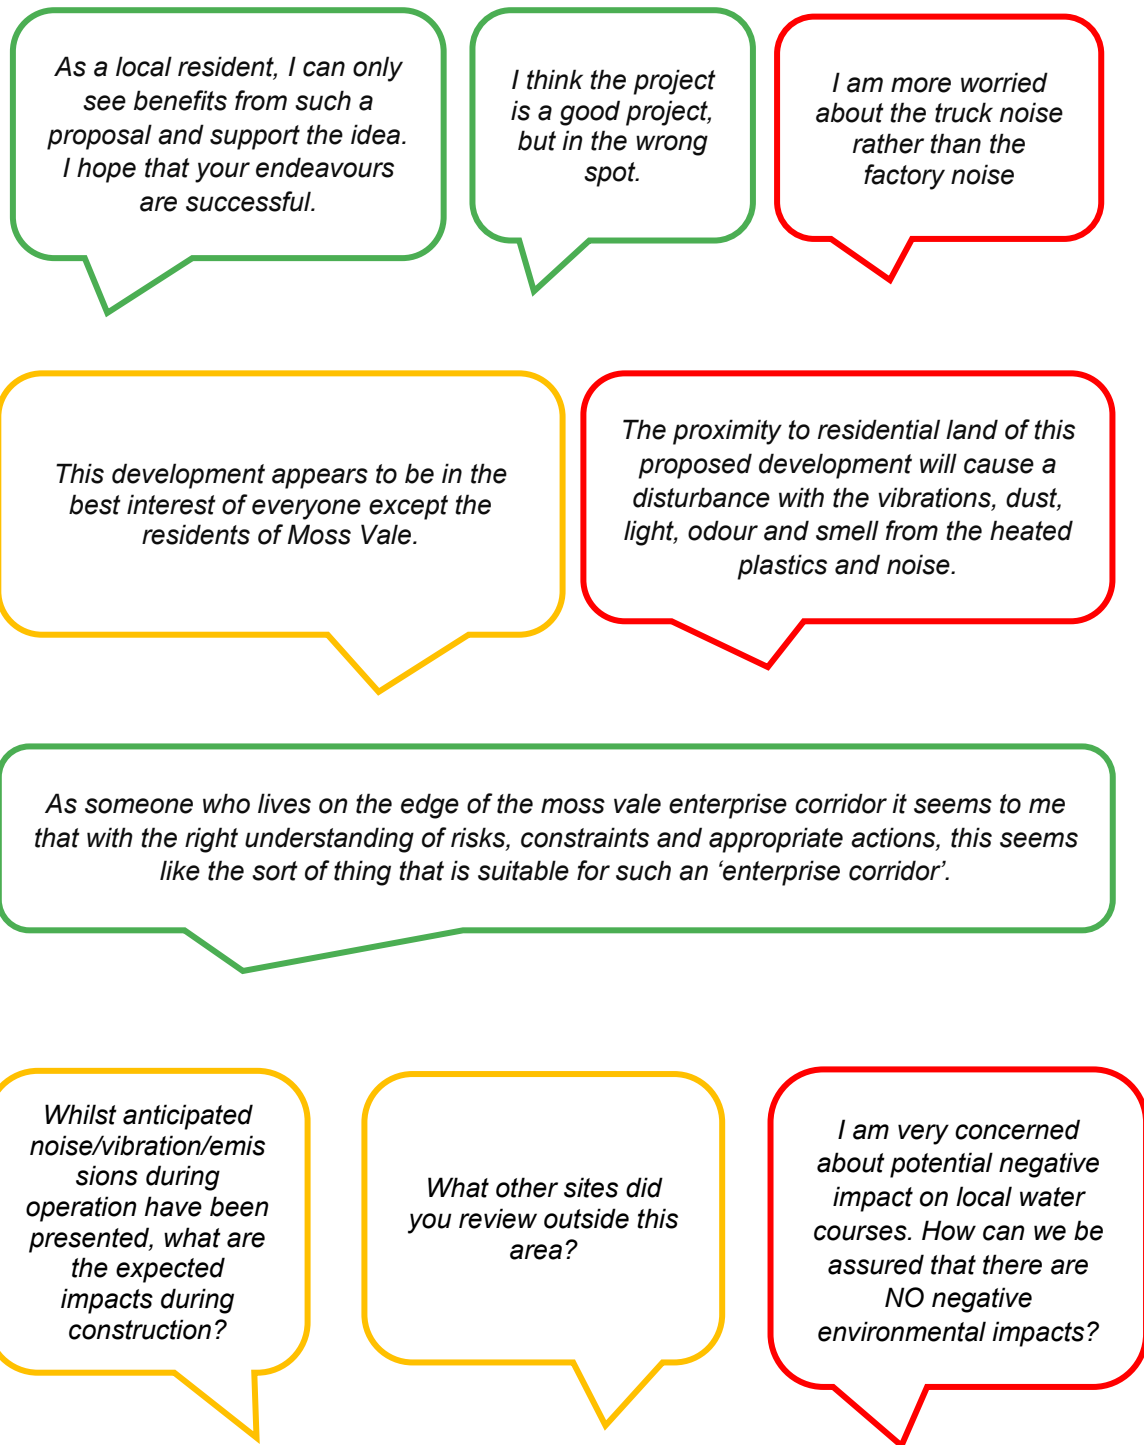 As a local resident, I can only
see benefits from such a
proposal and support the idea.
I hope that your endeavours
are successful.
I think the project
is a good project,
but in the wrong
spot.
I am more worried
about the truck noise
rather than the
factory noise
This development appears to be in the
best interest of everyone except the
residents of Moss Vale.
The proximity to residential land of this
proposed development will cause a
disturbance with the vibrations, dust,
light, odour and smell from the heated
plastics and noise.
As someone who lives on the edge of the moss vale enterprise corridor it seems to me
that with the right understanding of risks, constraints and appropriate actions, this seems
like the sort of thing that is suitable for such an ‘enterprise corridor’.
Whilst anticipated
noise/vibration/emis
sions during
operation have been
presented, what are
the expected
impacts during
construction?
What other sites did
you review outside this
area?
I am very concerned
about potential negative
impact on local water
courses. How can we be
assured that there are
NO negative
environmental impacts?